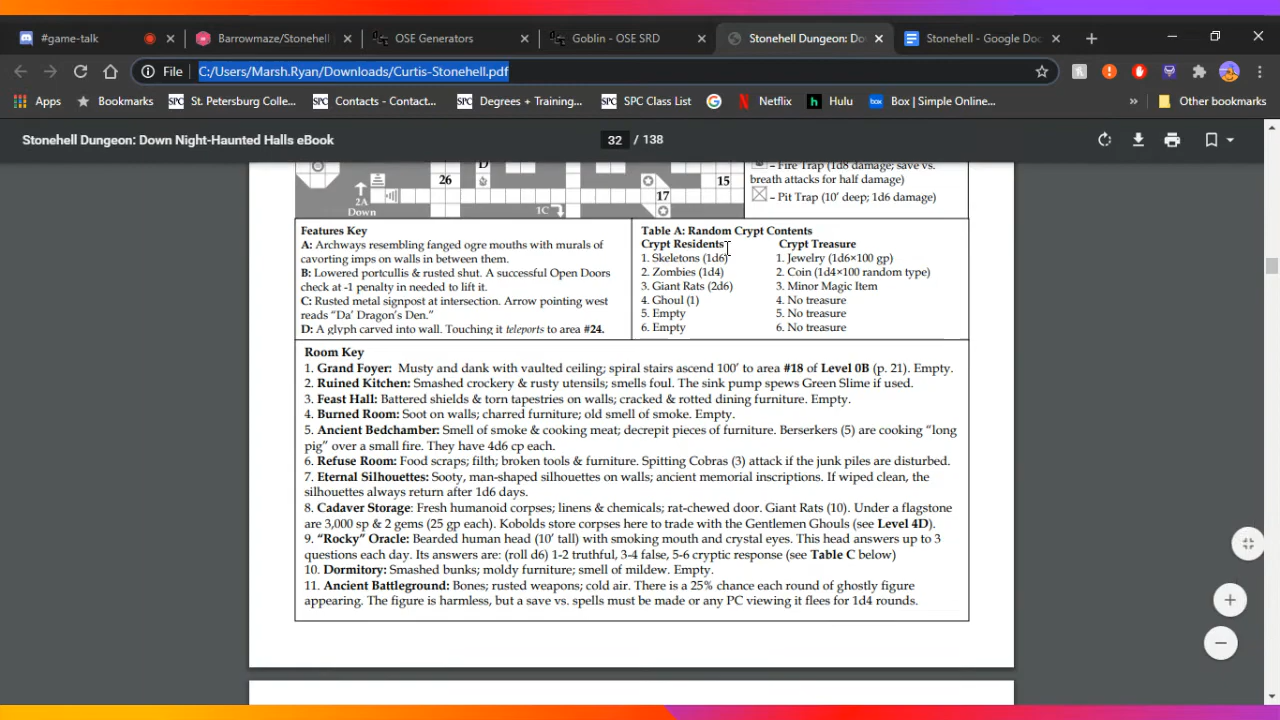 #game-talk
Barrowmaze/Stonehell
OSE Generators
Goblin - OSE SRD
Stonehell Dungeon: Do
Stonehell - Google Doc
File
C:/Users/Marsh.Ryan/Downloads/Curtis-Stonehell.pdf
Apps
Bookmarks
SPC St. Petersburg Colle...
SPC Contacts - Contact...
SPC Degrees + Training...
SPC SPC Class List
Netflix
h Hulu
box Box | Simple Online...
»
Other bookmarks
Stonehell Dungeon: Down Night-Haunted Halls eBook
32 / 138
D
26
15
17
2A
Down
1C
– Fire Trap (1d8 damage; save vs.
breath attacks for half damage)
– Pit Trap (10’ deep; 1d6 damage)
Features Key
A: Archways resembling fanged ogre mouths with murals of
cavorting imps on walls in between them.
B: Lowered portcullis & rusted shut. A successful Open Doors
check at -1 penalty in needed to lift it.
C: Rusted metal signpost at intersection. Arrow pointing west
reads “Da’ Dragon’s Den.”
D: A glyph carved into wall. Touching it teleports to area #24.
Table A: Random Crypt Contents
Crypt Residents
1. Skeletons (1d6)
2. Zombies (1d4)
3. Giant Rats (2d6)
4. Ghoul (1)
5. Empty
6. Empty
Crypt Treasure
1. Jewelry (1d6×100 gp)
2. Coin (1d4×100 random type)
3. Minor Magic Item
4. No treasure
5. No treasure
6. No treasure
Room Key
1. Grand Foyer: Musty and dank with vaulted ceiling; spiral stairs ascend 100’ to area #18 of Level 0B (p. 21). Empty.
2. Ruined Kitchen: Smashed crockery & rusty utensils; smells foul. The sink pump spews Green Slime if used.
3. Feast Hall: Battered shields & torn tapestries on walls; cracked & rotted dining furniture. Empty.
4. Burned Room: Soot on walls; charred furniture; old smell of smoke. Empty.
5. Ancient Bedchamber: Smell of smoke & cooking meat; decrepit pieces of furniture. Berserkers (5) are cooking “long
pig” over a small fire. They have 4d6 cp each.
6. Refuse Room: Food scraps; filth; broken tools & furniture. Spitting Cobras (3) attack if the junk piles are disturbed.
7. Eternal Silhouettes: Sooty, man-shaped silhouettes on walls; ancient memorial inscriptions. If wiped clean, the
silhouettes always return after 1d6 days.
8. Cadaver Storage: Fresh humanoid corpses; linens & chemicals; rat-chewed door. Giant Rats (10). Under a flagstone
are 3,000 sp & 2 gems (25 gp each). Kobolds store corpses here to trade with the Gentlemen Ghouls (see Level 4D).
9. “Rocky” Oracle: Bearded human head (10’ tall) with smoking mouth and crystal eyes. This head answers up to 3
questions each day. Its answers are: (roll d6) 1-2 truthful, 3-4 false, 5-6 cryptic response (see Table C below)
10. Dormitory: Smashed bunks; moldy furniture; smell of mildew. Empty.
11. Ancient Battleground: Bones; rusted weapons; cold air. There is a 25% chance each round of ghostly figure
appearing. The figure is harmless, but a save vs. spells must be made or any PC viewing it flees for 1d4 rounds.